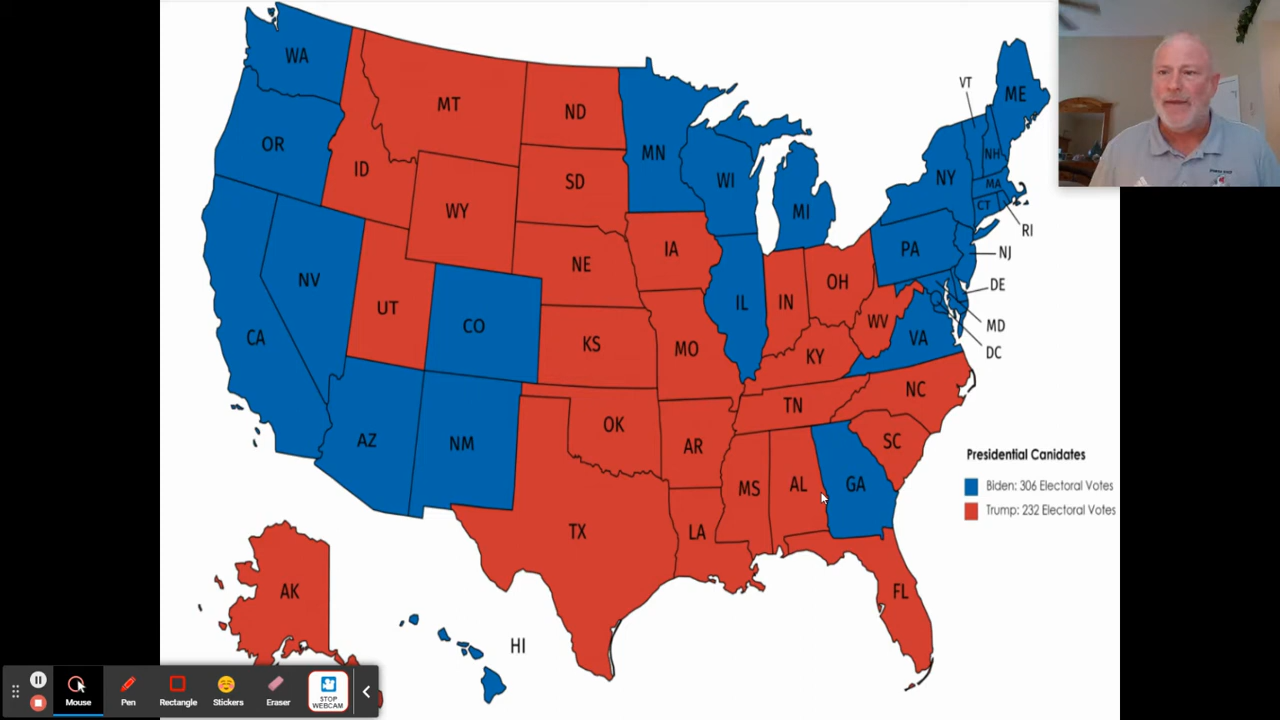 WA
MT
ND
VT
ME
OR
MN
ID
SD
WI
NH
WY
NY
MA
MI
CT
RI
IA
PA
NE
NJ
NV
OH
DE
UT
IL
IN
CO
WV
MD
CA
VA
KS
MO
KY
DC
NC
TN
OK
AZ
NM
AR
SC
Presidential Canidates
MS
AL
GA
Biden: 306 Electoral Votes
Trump: 232 Electoral Votes
TX
LA
AK
FL
HI
Mouse
Pen
Rectangle
Stickers
Eraser
STOP
WEBCAM